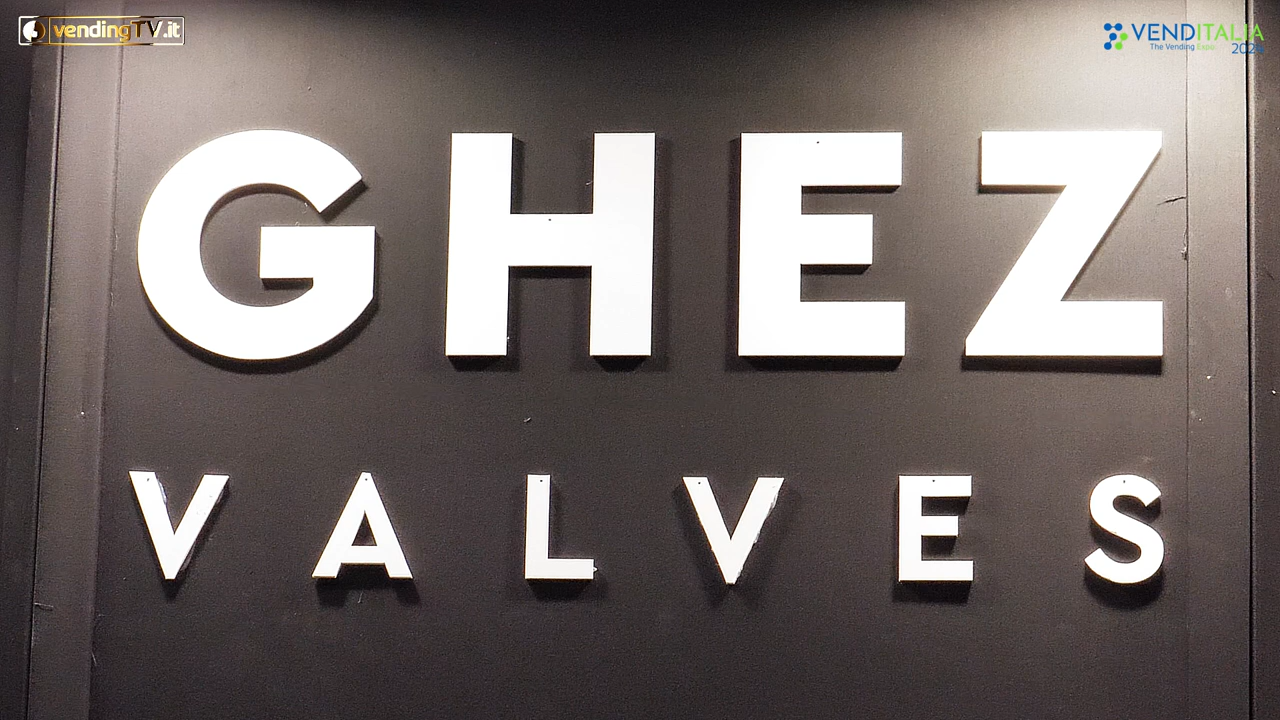 vendingTV.it
VENDITALIA
The Vending Expo
GHEZ
VALVES